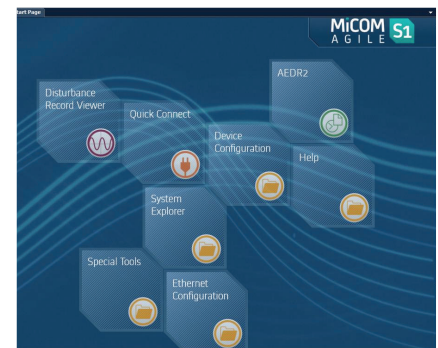 tart Page
MiCOM
AGILE S1
AEDR2
Disturbance
Record Viewer
Quick Connect
Device
Configuration
Help
System
Explorer
Special Tools
Ethernet
Configuration